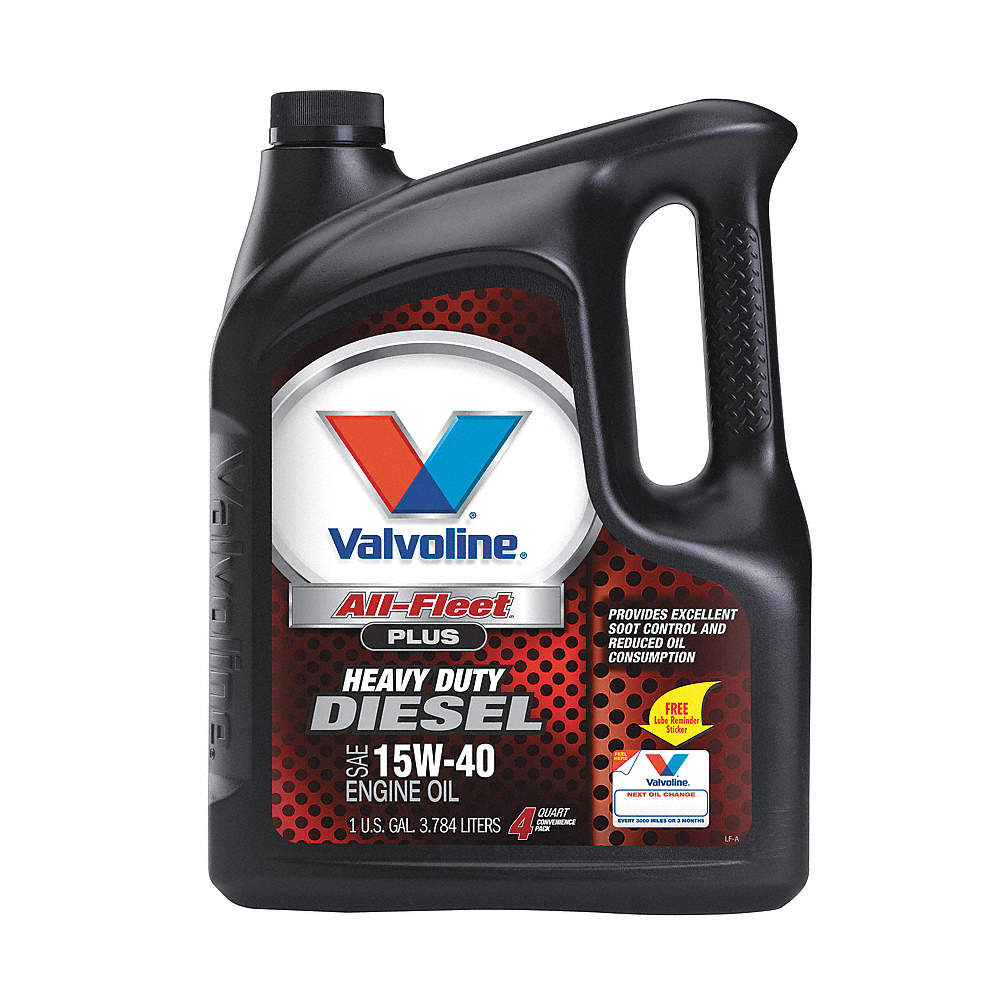 Valvoline®
V®
Valvoline®
All-Fleet®
PLUS
HEAVY DUTY
DIESEL
SAE 15W-40
ENGINE OIL
1 U.S. GAL. 3.784 LITERS
4 QUART
CONVENIENCE
PACK
PROVIDES EXCELLENT
SOOT CONTROL AND
REDUCED OIL
CONSUMPTION
FREE
Lube Reminder
Sticker
PEEL
HERE
Valvoline.
NEXT OIL CHANGE
EVERY 3000 MILES OR 3 MONTHS
LF-A